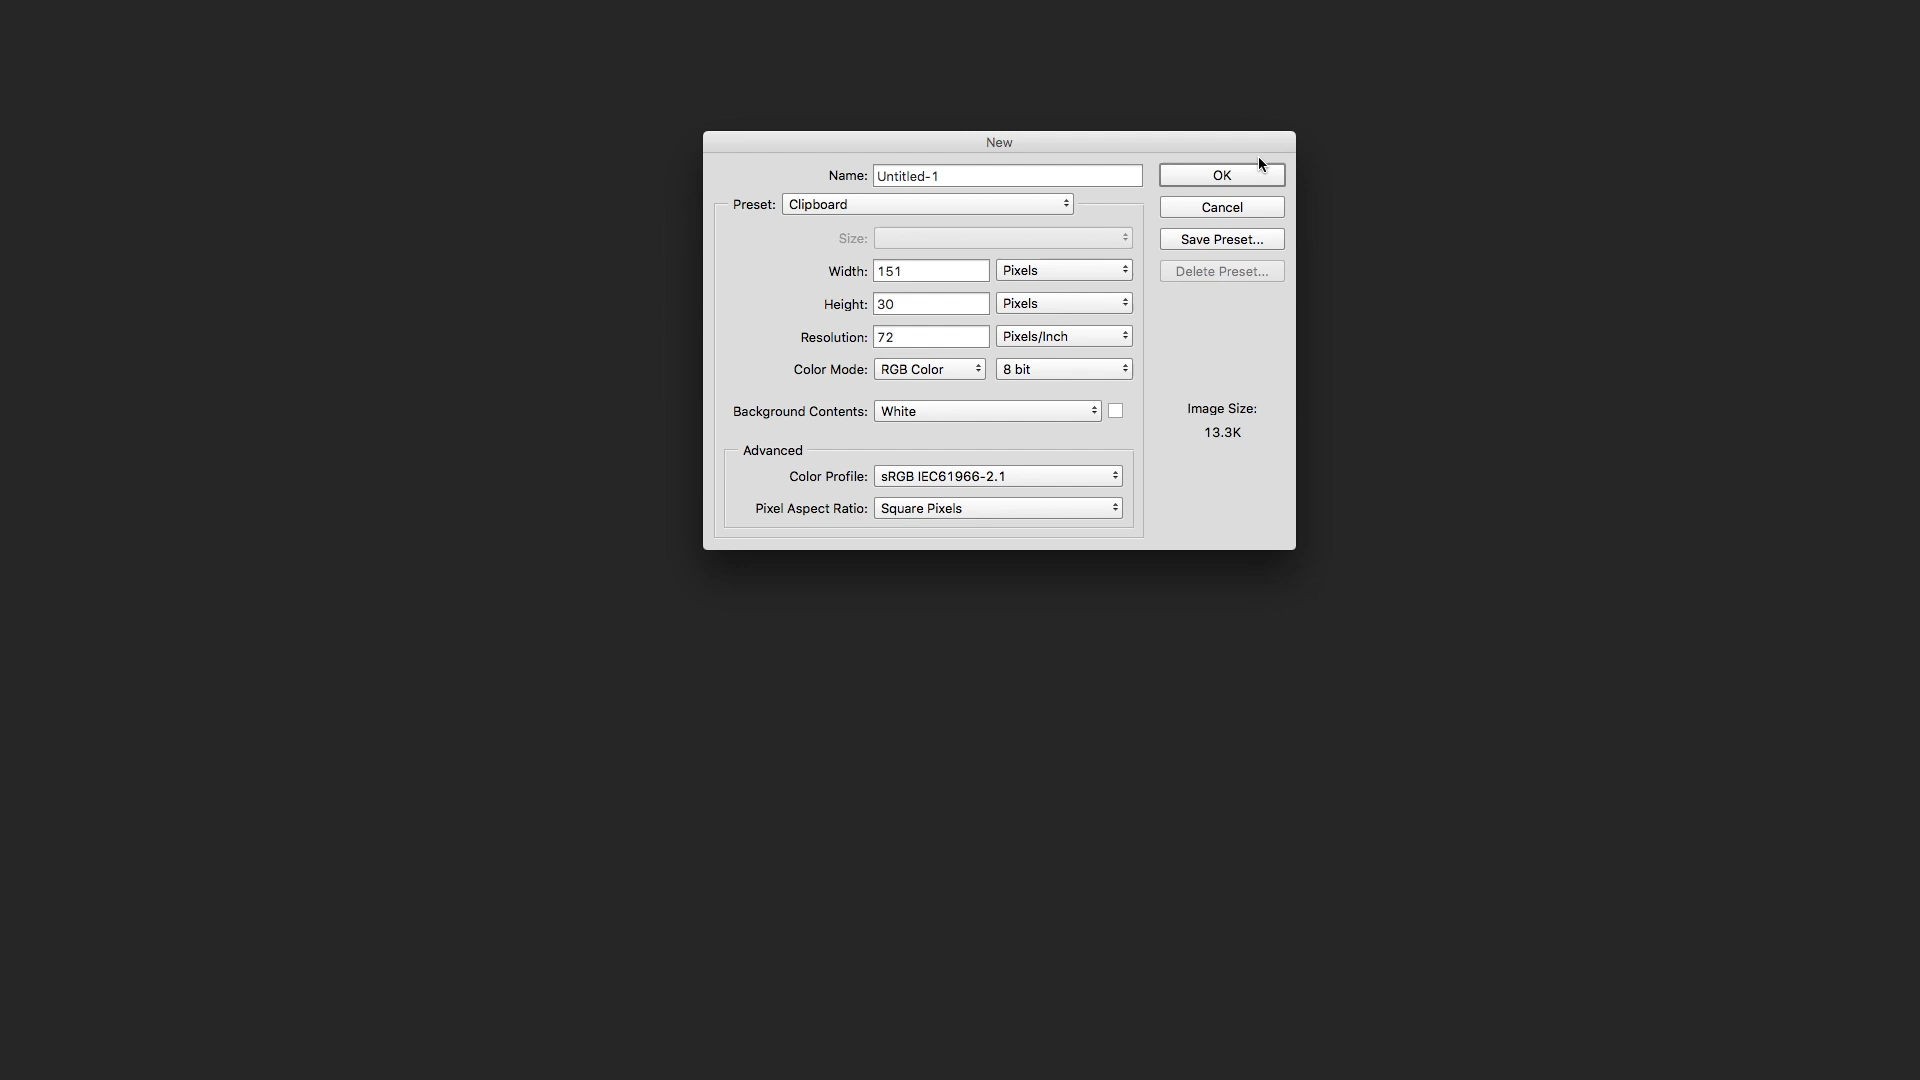 New
Name: Untitled-1 OK
Preset: Clipboard Cancel
Size: Save Preset...
Width: 151 Pixels Delete Preset...
Height: 30 Pixels
Resolution: 72 Pixels/Inch
Color Mode: RGB Color 8 bit
Background Contents: White Image Size:
13.3K
Advanced
Color Profile: sRGB IEC61966-2.1
Pixel Aspect Ratio: Square Pixels